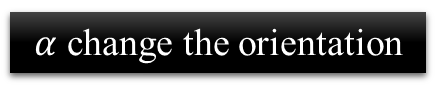 α change the orientation